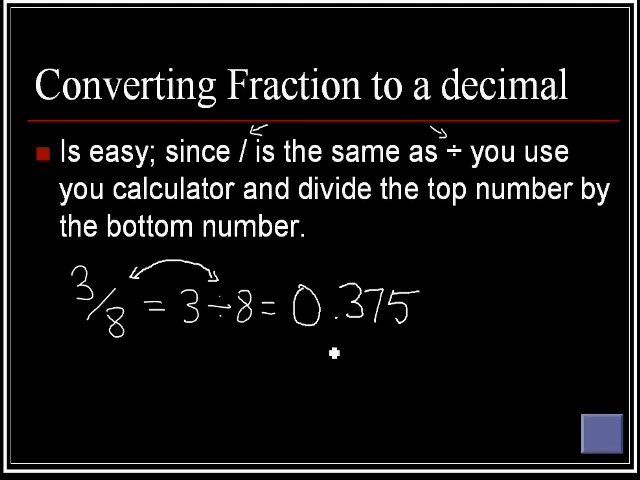 Converting Fraction to a decimal
Is easy; since / is the same as ÷ you use
you calculator and divide the top number by
the bottom number.
3/8 = 3 ÷ 8 = 0.375